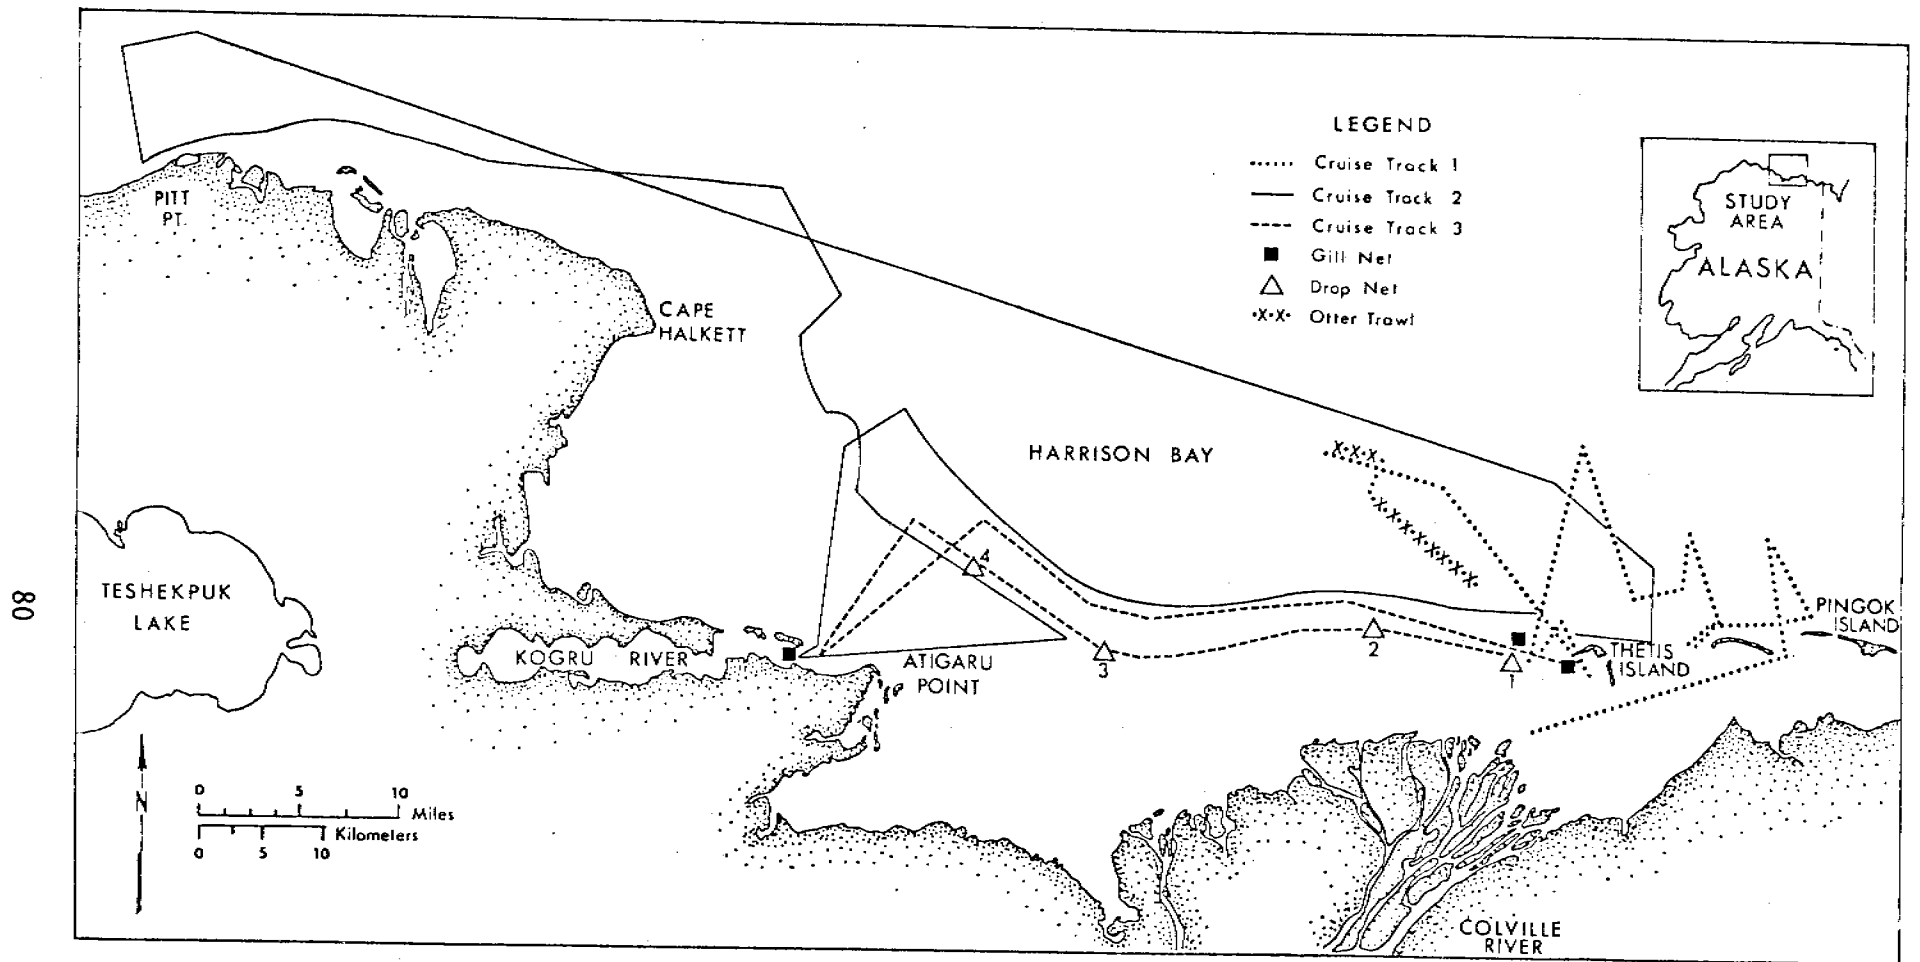 LEGEND
Cruise Track 1
Cruise Track 2
Cruise Track 3
Gill Net
Drop Net
•X•X• Otter Trawl
STUDY
AREA
ALASKA
PITT
PT.
CAPE
HALKETT
HARRISON BAY
TESHEKPUK
LAKE
KOGRU RIVER
ATIGARU
POINT
4
3
2
1
THETIS
ISLAND
PINGOK
ISLAND
COLVILLE
RIVER
N
0 5 10
Miles
Kilometers
0 5 10
80